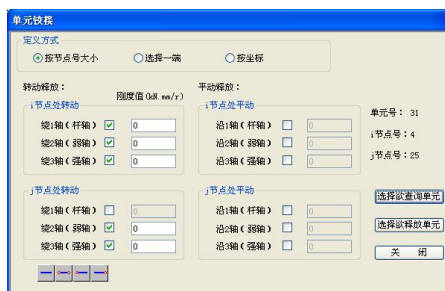 单元铰接
定义方式
按节点号大小 选择一端 按坐标
转动释放： 刚度值(kN.mm/r) 平动释放：
i节点处转动 i节点处平动
绕1轴(杆轴) 0 沿1轴(杆轴) 0
绕2轴(弱轴) 0 沿2轴(弱轴) 0
绕3轴(强轴) 0 沿3轴(强轴) 0
单元号： 31
i节点号：4
j节点号：25
j节点处转动 j节点处平动
绕1轴(杆轴) 0 沿1轴(杆轴) 0
绕2轴(弱轴) 0 沿2轴(弱轴) 0
绕3轴(强轴) 0 沿3轴(强轴) 0
选择欲查询单元
选择欲释放单元
关 闭